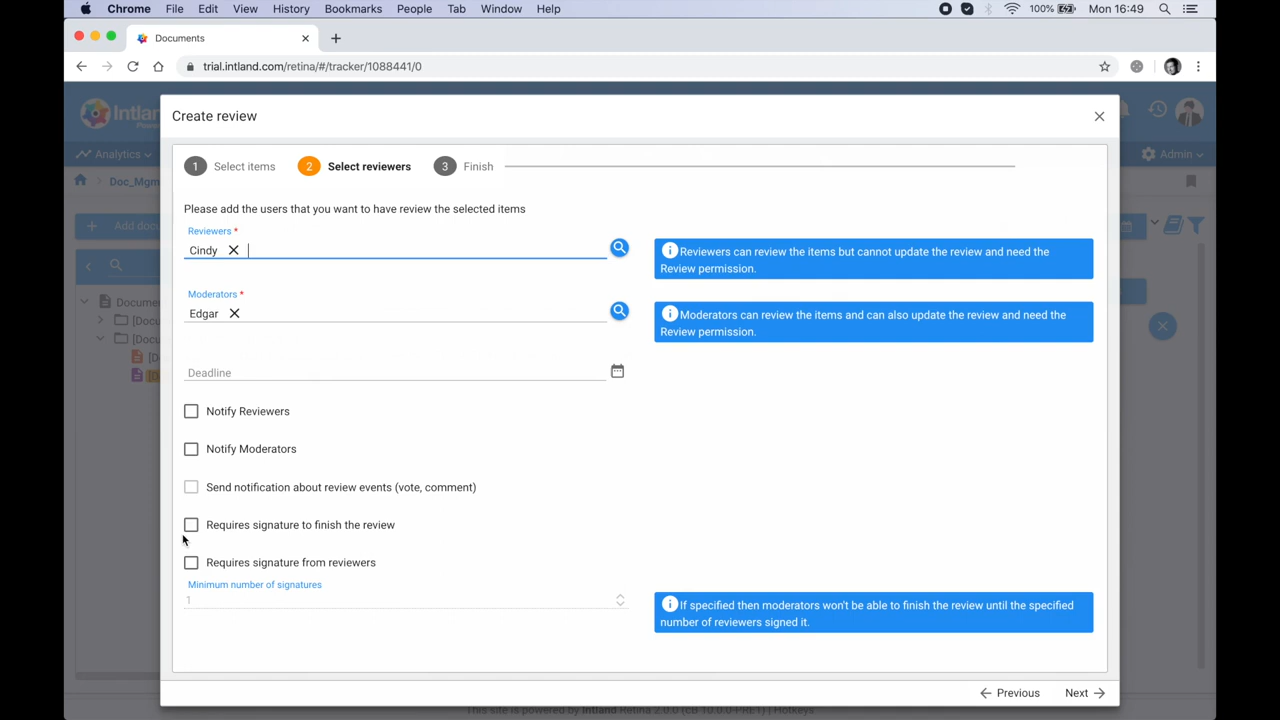 Chrome File Edit View History Bookmarks People Tab Window Help 100% Mon 16:49
Documents
trial.intland.com/retina/#/tracker/1088441/0
Intlan
Create review
Analytics
Admin
1 Select items 2 Select reviewers 3 Finish
Doc_Mgm
Please add the users that you want to have review the selected items
Add docu
Reviewers *
Cindy
Reviewers can review the items but cannot update the review and need the
Review permission.
Moderators *
Docume
Edgar
Moderators can review the items and can also update the review and need the
Review permission.
[Docu
[Docu
[D
Deadline
Notify Reviewers
Notify Moderators
Send notification about review events (vote, comment)
Requires signature to finish the review
Requires signature from reviewers
Minimum number of signatures
1
If specified then moderators won't be able to finish the review until the specified
number of reviewers signed it.
Previous Next
This site is powered by Intland Retina 2.0.0 (cB 10.0.0-PRE1) | Hotkeys